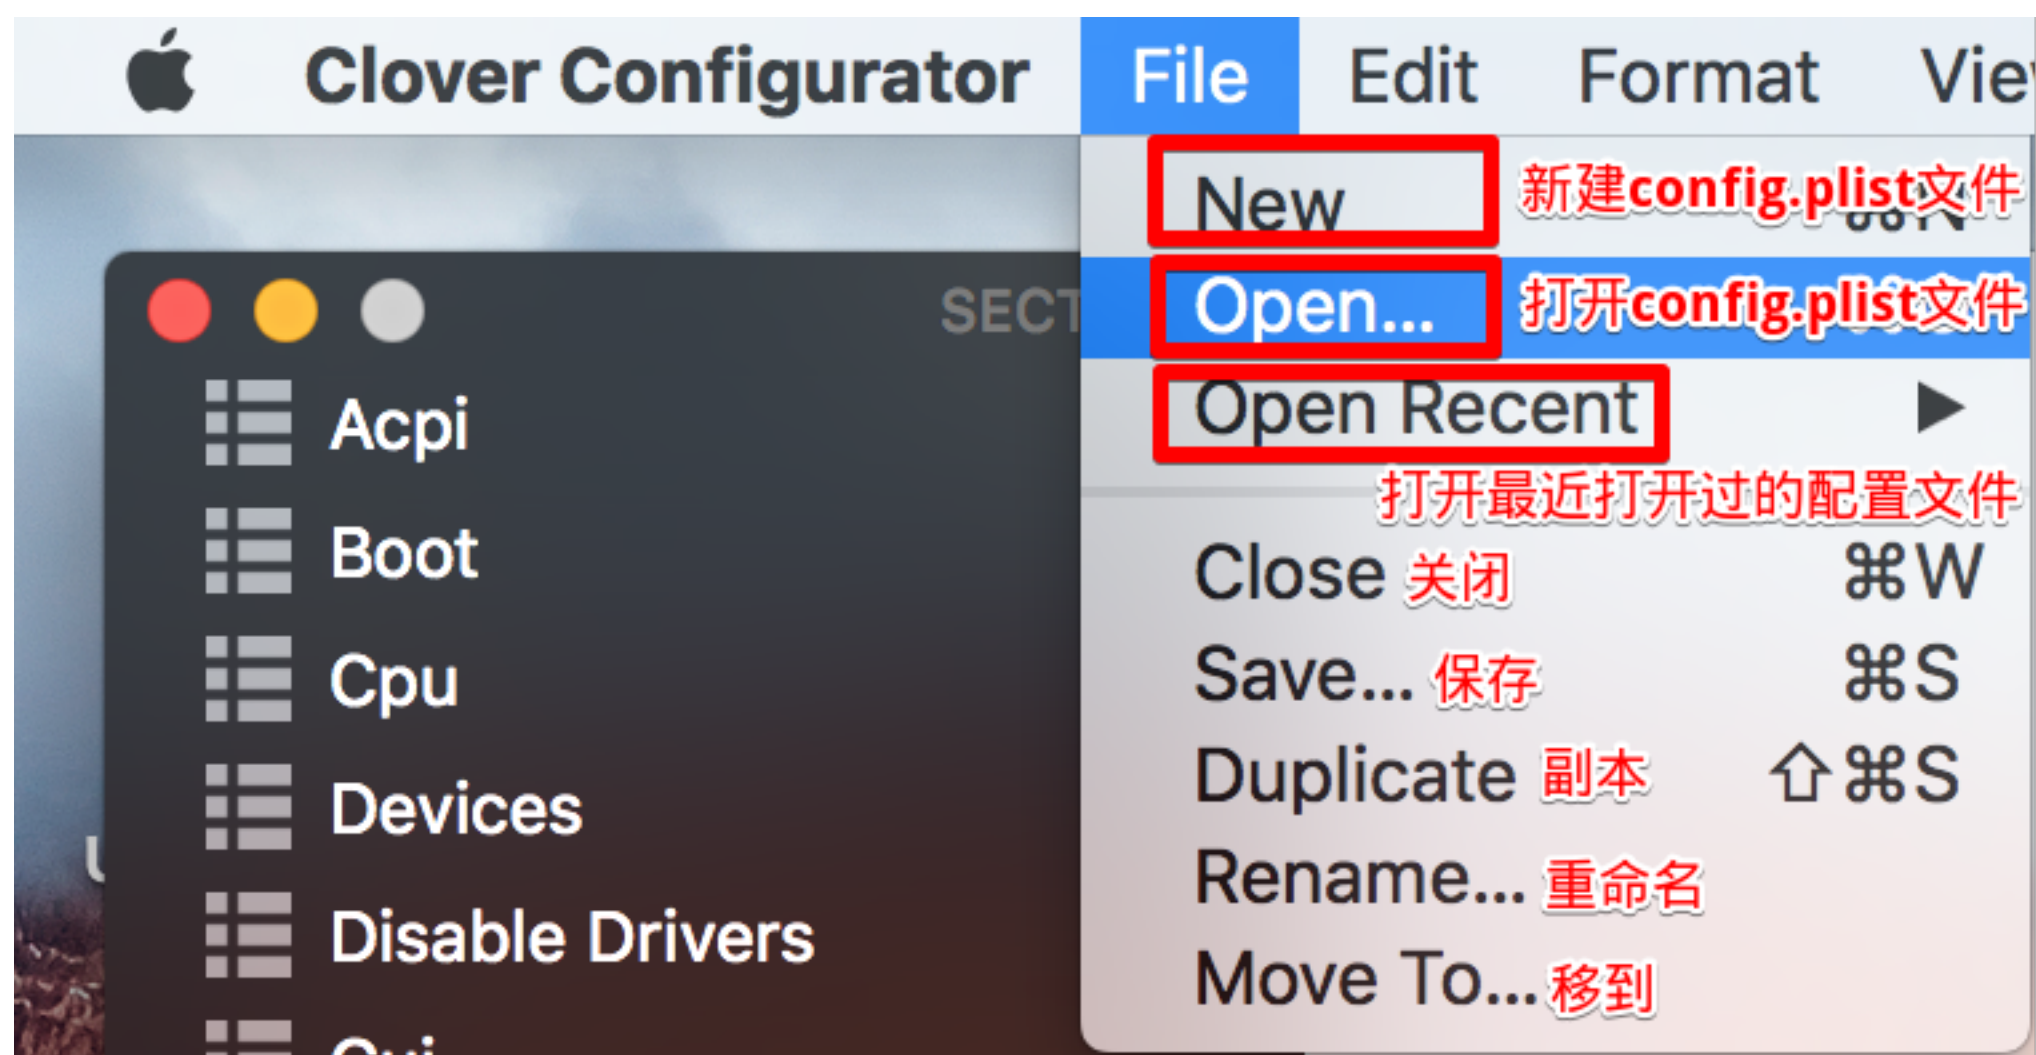 Clover Configurator File Edit Format Vie
New 新建config.plist文件 ⌘N
SECT
Open... 打开config.plist文件
Open Recent ▶
打开最近打开过的配置文件
Close 关闭 ⌘W
Save... 保存 ⌘S
Duplicate 副本 ⇧⌘S
Rename... 重命名
Move To... 移到
Acpi
Boot
Cpu
Devices
Disable Drivers